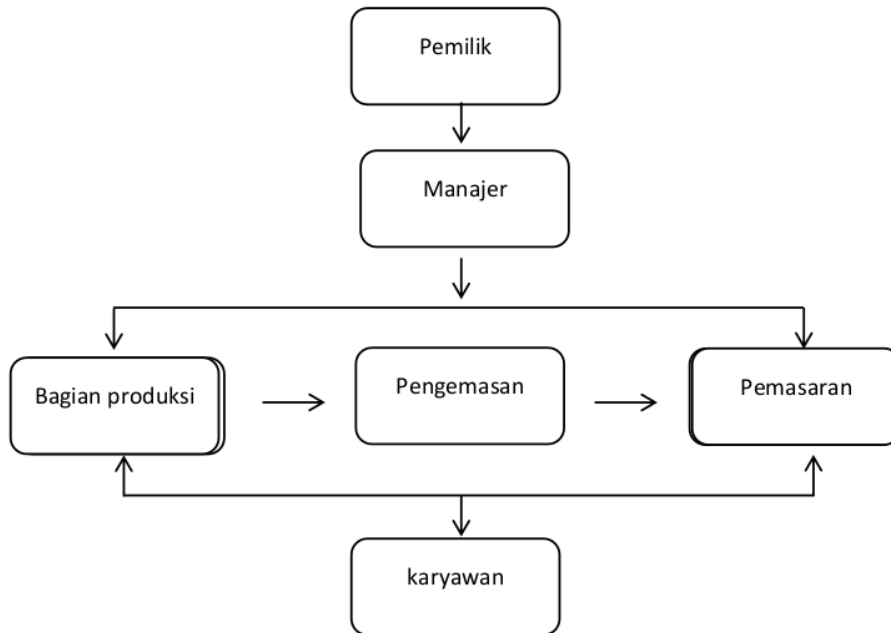 Pemilik
Manajer
Bagian produksi
Pengemasan
Pemasaran
karyawan